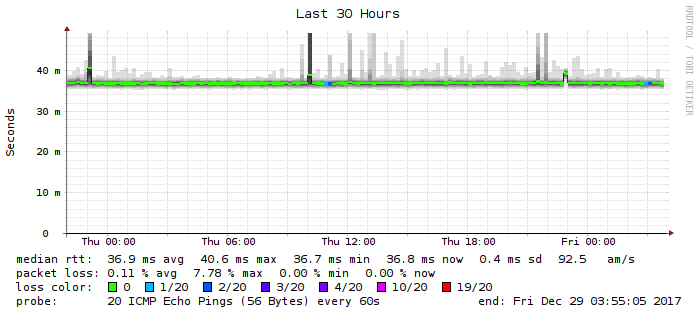 Last 30 Hours
RRDTOOL / TOBI OETIKER
Seconds
40 m
30 m
20 m
10 m
0
Thu 00:00 Thu 06:00 Thu 12:00 Thu 18:00 Fri 00:00
median rtt: 36.9 ms avg 40.6 ms max 36.7 ms min 36.8 ms now 0.4 ms sd 92.5 am/s
packet loss: 0.11 % avg 7.78 % max 0.00 % min 0.00 % now
loss color: 0 1/20 2/20 3/20 4/20 10/20 19/20
probe: 20 ICMP Echo Pings (56 Bytes) every 60s end: Fri Dec 29 03:55:05 2017